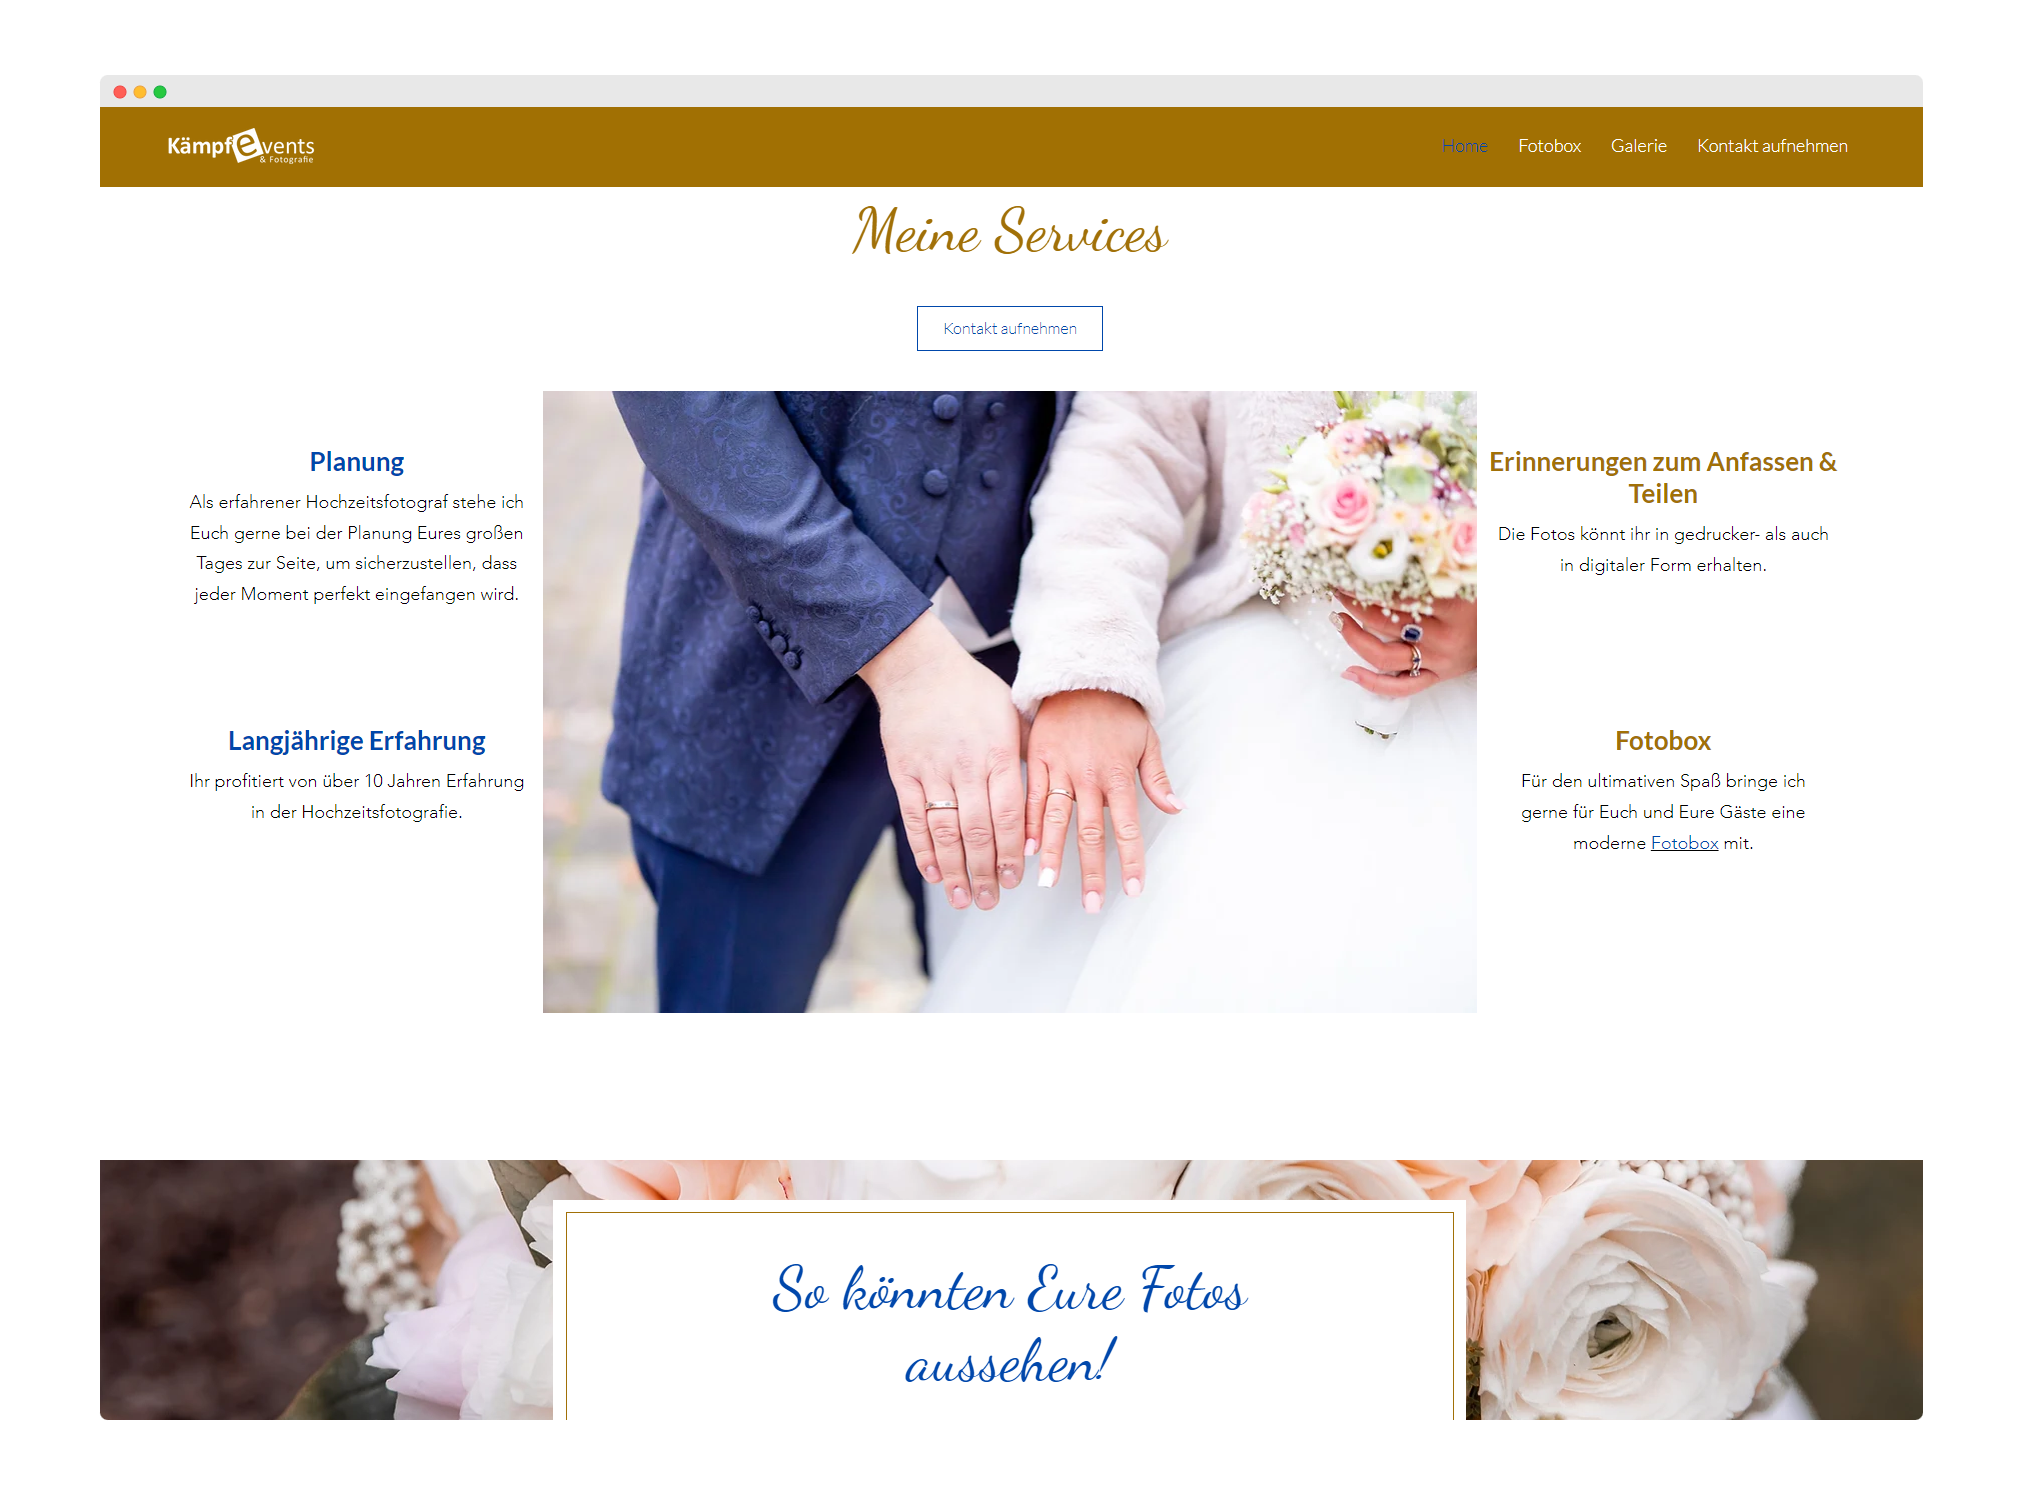 Kämpfevents
& Fotografie
Home Fotobox Galerie Kontakt aufnehmen
Meine Services
Kontakt aufnehmen
Planung
Als erfahrener Hochzeitsfotograf stehe ich
Euch gerne bei der Planung Eures großen
Tages zur Seite, um sicherzustellen, dass
jeder Moment perfekt eingefangen wird.
Langjährige Erfahrung
Ihr profitiert von über 10 Jahren Erfahrung
in der Hochzeitsfotografie.
Erinnerungen zum Anfassen &
Teilen
Die Fotos könnt ihr in gedrucker- als auch
in digitaler Form erhalten.
Fotobox
Für den ultimativen Spaß bringe ich
gerne für Euch und Eure Gäste eine
moderne Fotobox mit.
So könnten Eure Fotos
aussehen!